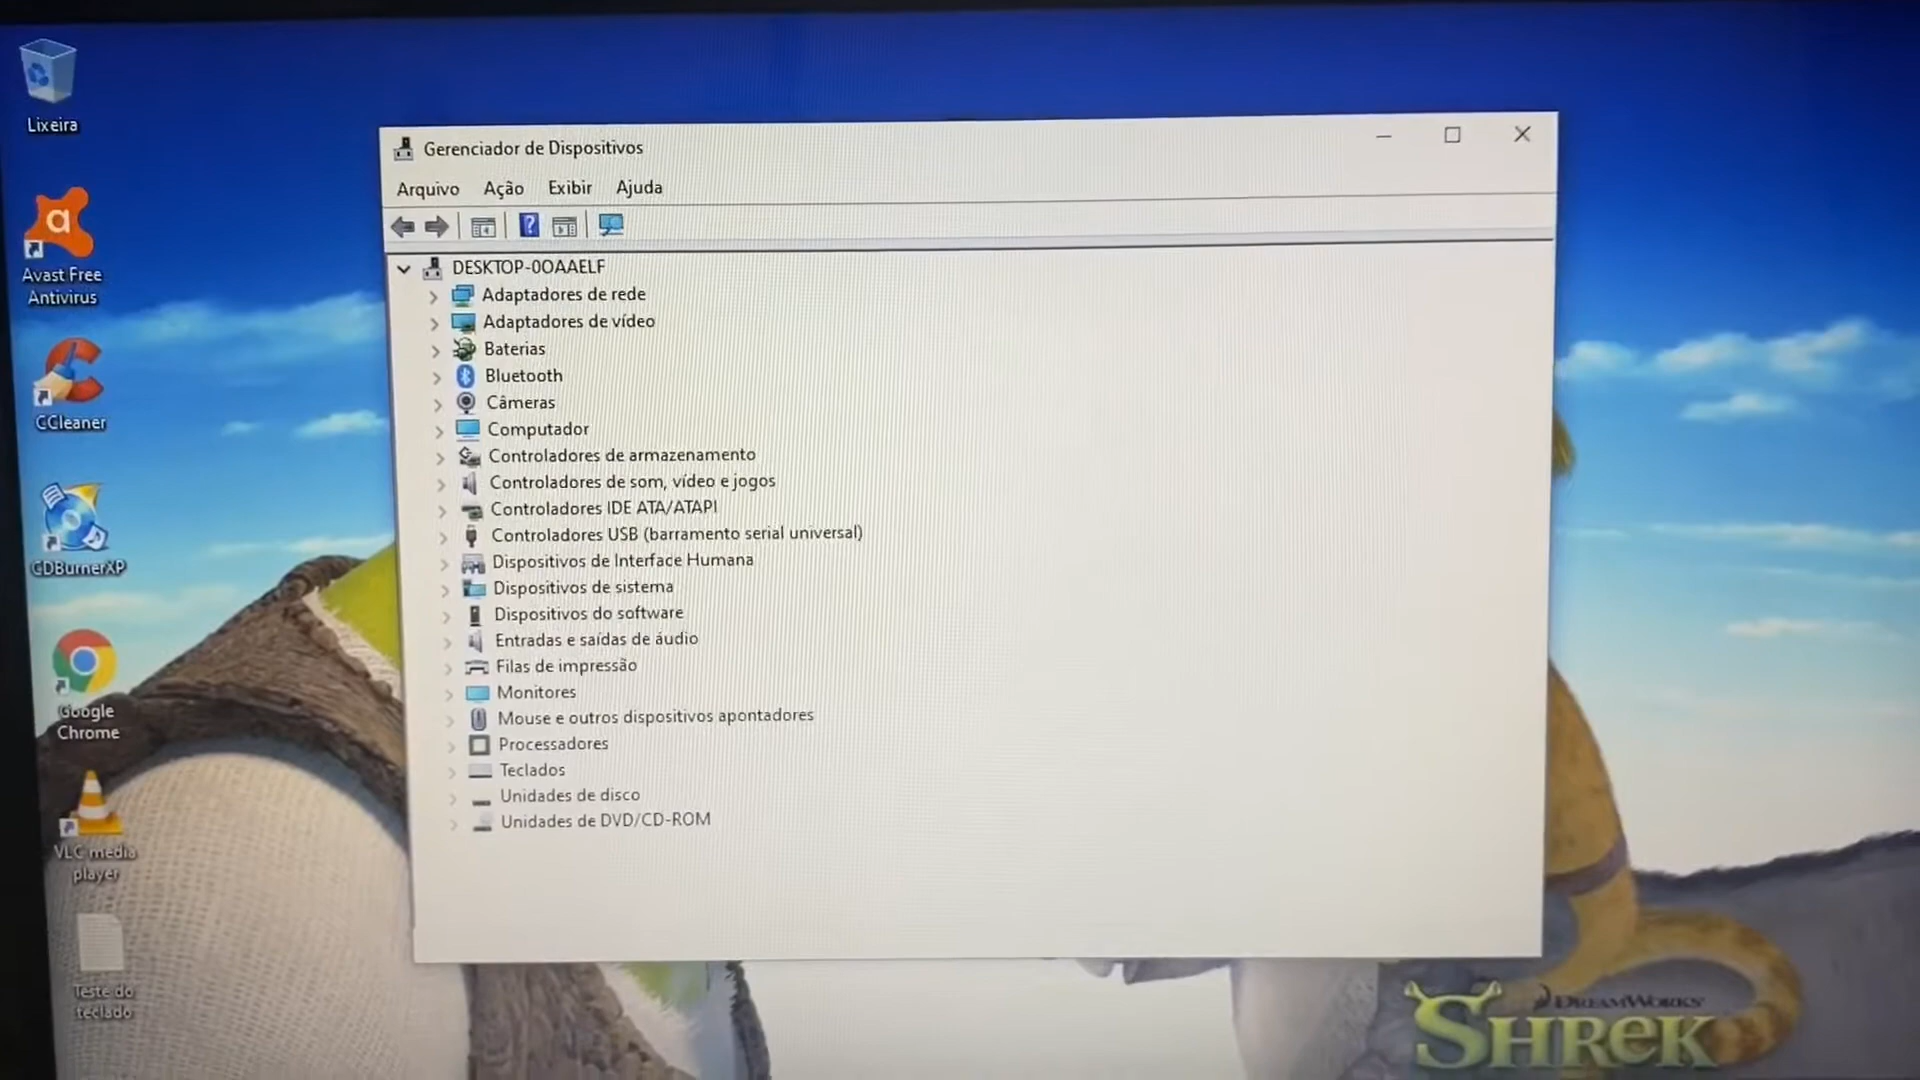 Lixeira
Avast Free
Antivirus
CCleaner
CDBurnerXP
Google
Chrome
VLC media
player
Teste do
teclado
Gerenciador de Dispositivos
Arquivo Ação Exibir Ajuda
DESKTOP-0OAAELF
Adaptadores de rede
Adaptadores de vídeo
Baterias
Bluetooth
Câmeras
Computador
Controladores de armazenamento
Controladores de som, vídeo e jogos
Controladores IDE ATA/ATAPI
Controladores USB (barramento serial universal)
Dispositivos de Interface Humana
Dispositivos de sistema
Dispositivos do software
Entradas e saídas de áudio
Filas de impressão
Monitores
Mouse e outros dispositivos apontadores
Processadores
Teclados
Unidades de disco
Unidades de DVD/CD-ROM
DREAMWORKS
SHREK